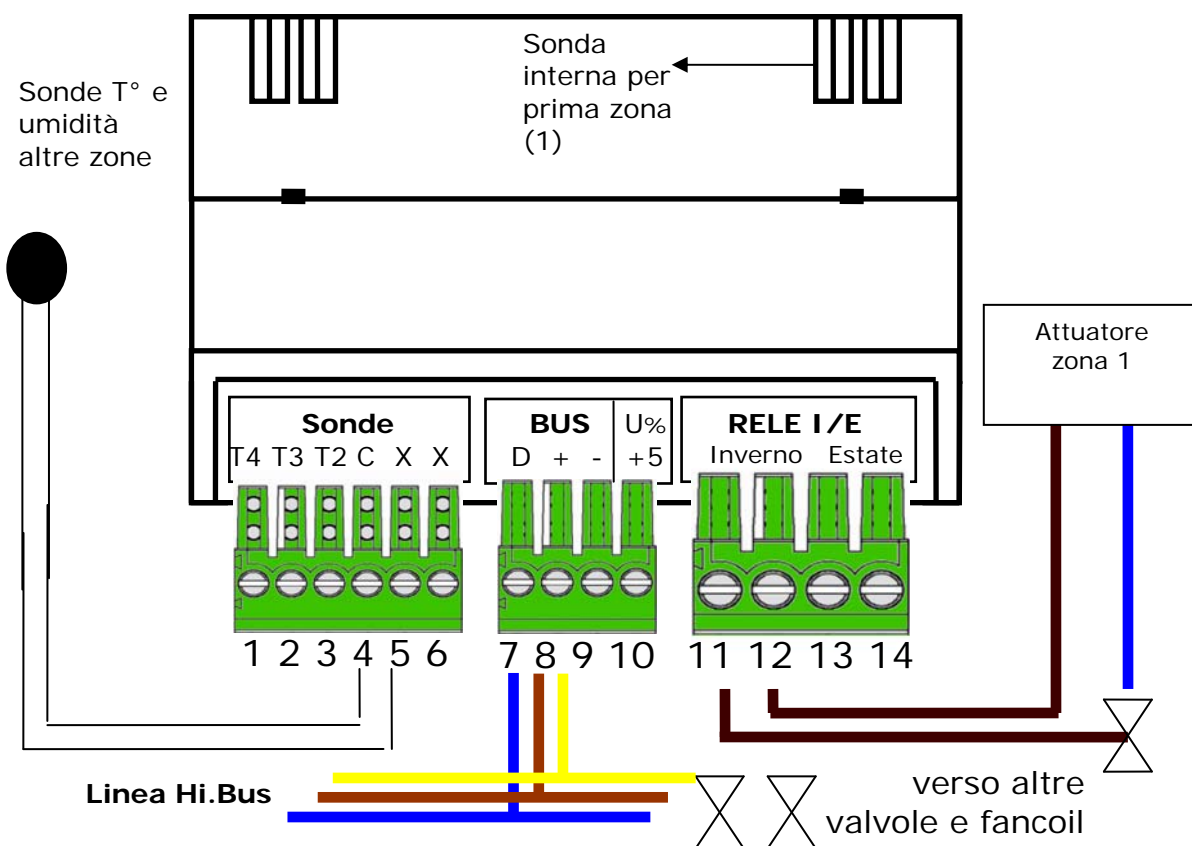 Sonda
interna per
prima zona
(1)
Sonde T° e
umidità
altre zone
Attuatore
zona 1
Sonde
T4 T3 T2 C X X
BUS
D + -
U%
+5
RELE I/E
Inverno Estate
1 2 3 4 5 6
7 8 9 10
11 12 13 14
Linea Hi.Bus
verso altre
valvole e fancoil